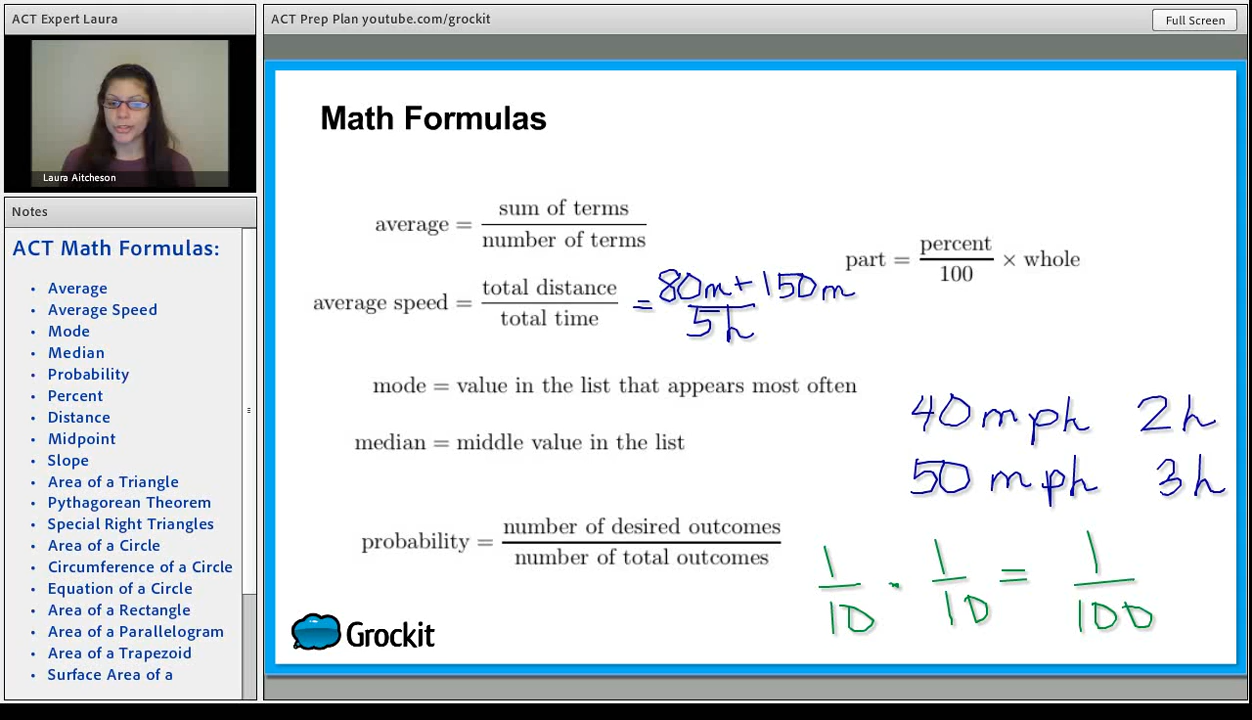 ACT Expert Laura
Laura Aitcheson
Notes
ACT Math Formulas:
• Average
• Average Speed
• Mode
• Median
• Probability
• Percent
• Distance
• Midpoint
• Slope
• Area of a Triangle
• Pythagorean Theorem
• Special Right Triangles
• Area of a Circle
• Circumference of a Circle
• Equation of a Circle
• Area of a Rectangle
• Area of a Parallelogram
• Area of a Trapezoid
• Surface Area of a
ACT Prep Plan youtube.com/grockit
Full Screen
Math Formulas
average = sum of terms / number of terms
part = percent / 100 × whole
average speed = total distance / total time = 80m + 150m / 5h
mode = value in the list that appears most often
median = middle value in the list
40 mph 2h
50 mph 3h
probability = number of desired outcomes / number of total outcomes
1/10 · 1/10 = 1/100
Grockit